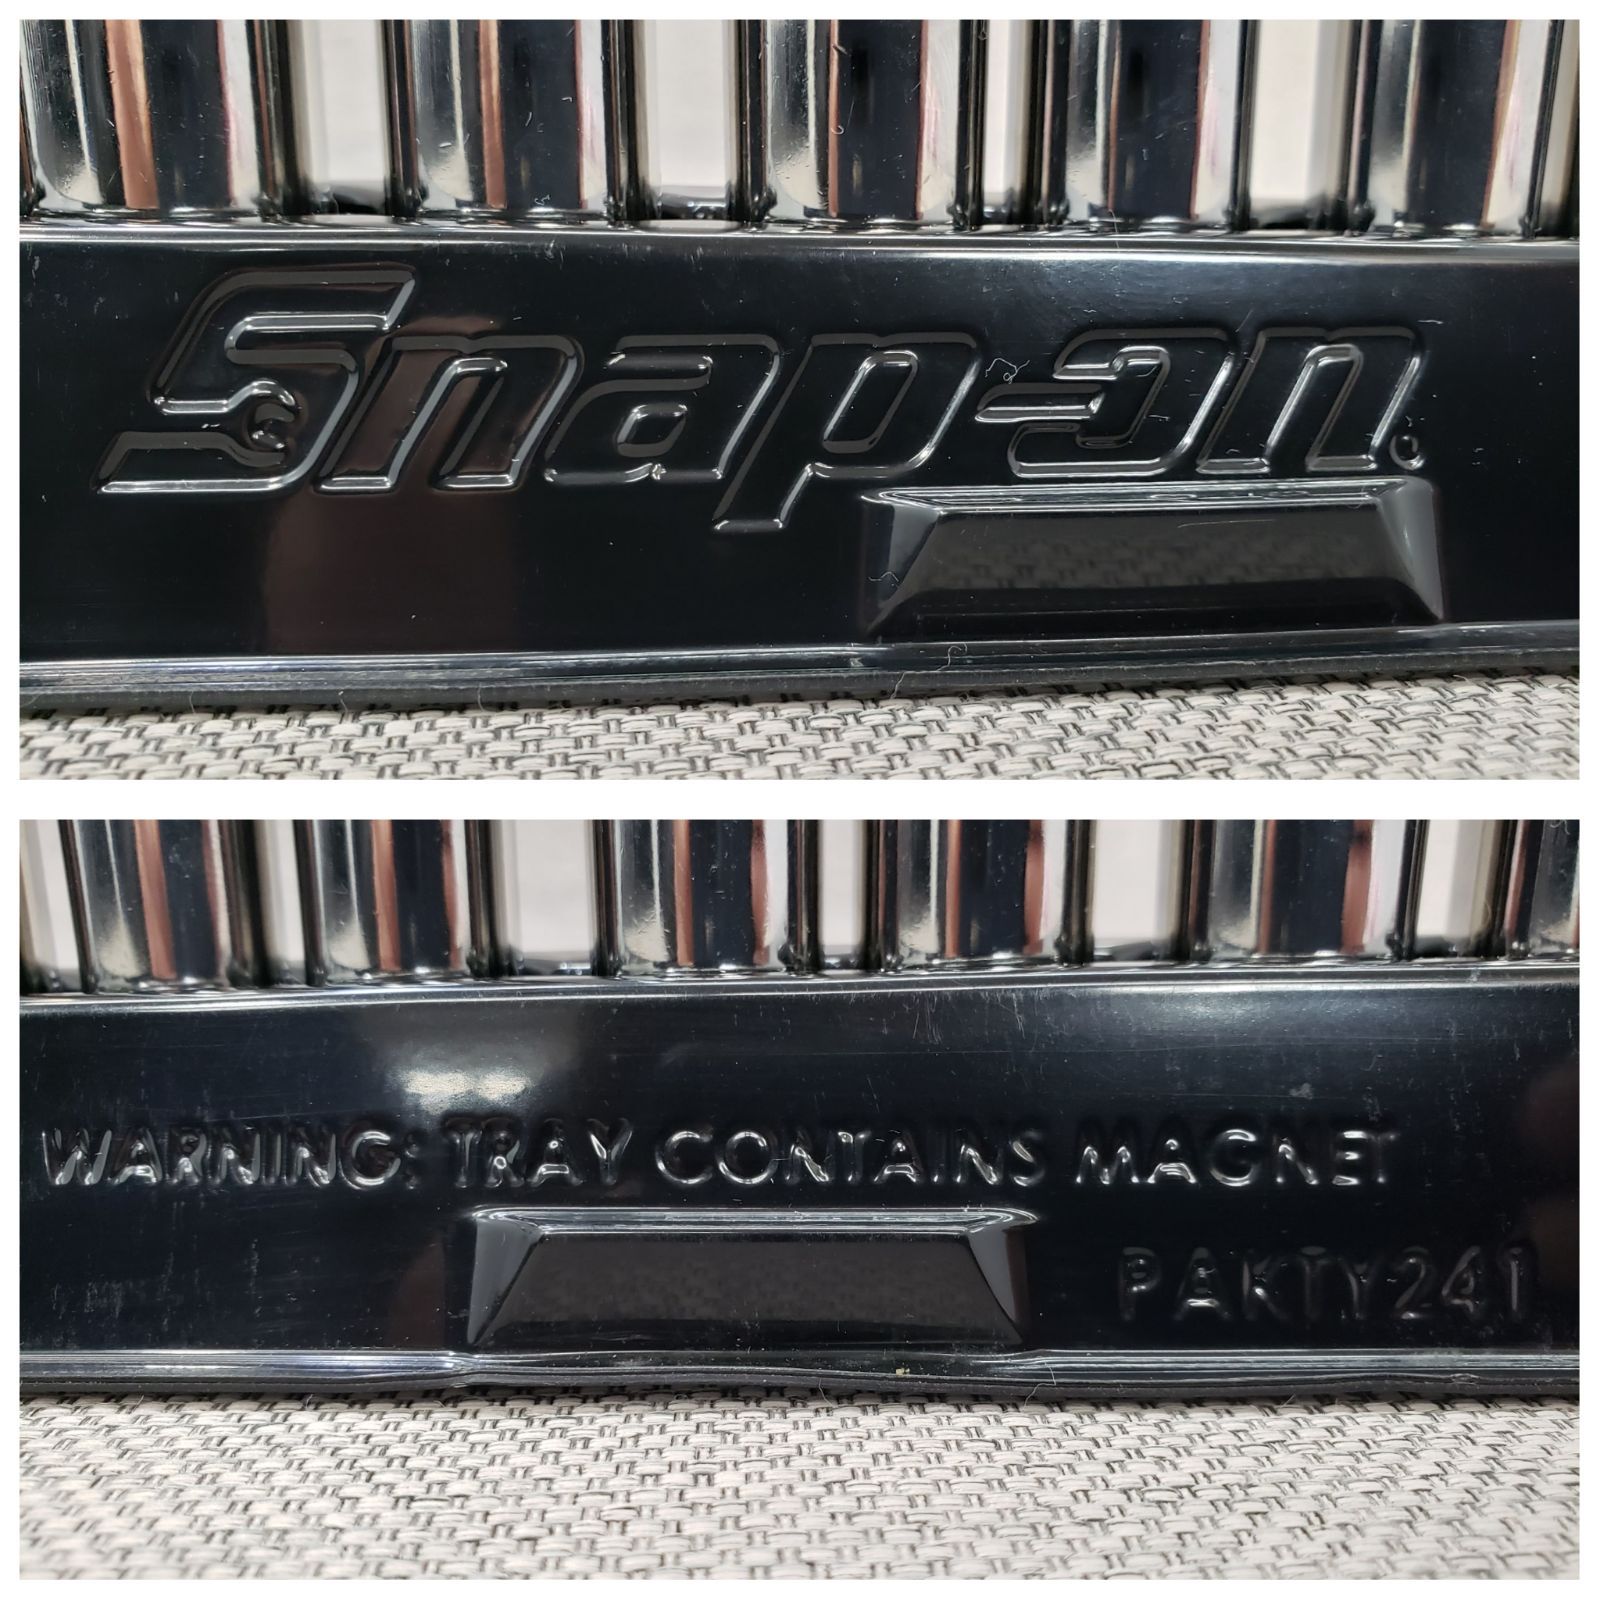 Snap-on
WARNING: TRAY CONTAINS MAGNET
PAKTY241